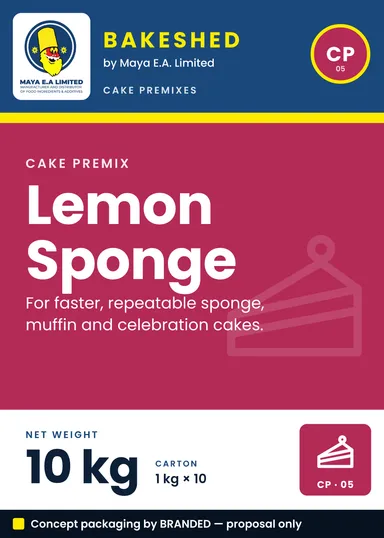 MAYA E.A LIMITED
MANUFACTURER AND DISTRIBUTOR
OF FOOD INGREDIENTS & ADDITIVES
BAKESHED
by Maya E.A. Limited
CAKE PREMIXES
CP
05
CAKE PREMIX
Lemon
Sponge
For faster, repeatable sponge,
muffin and celebration cakes.
NET WEIGHT
10 kg
CARTON
1 kg × 10
CP · 05
Concept packaging by BRANDED — proposal only